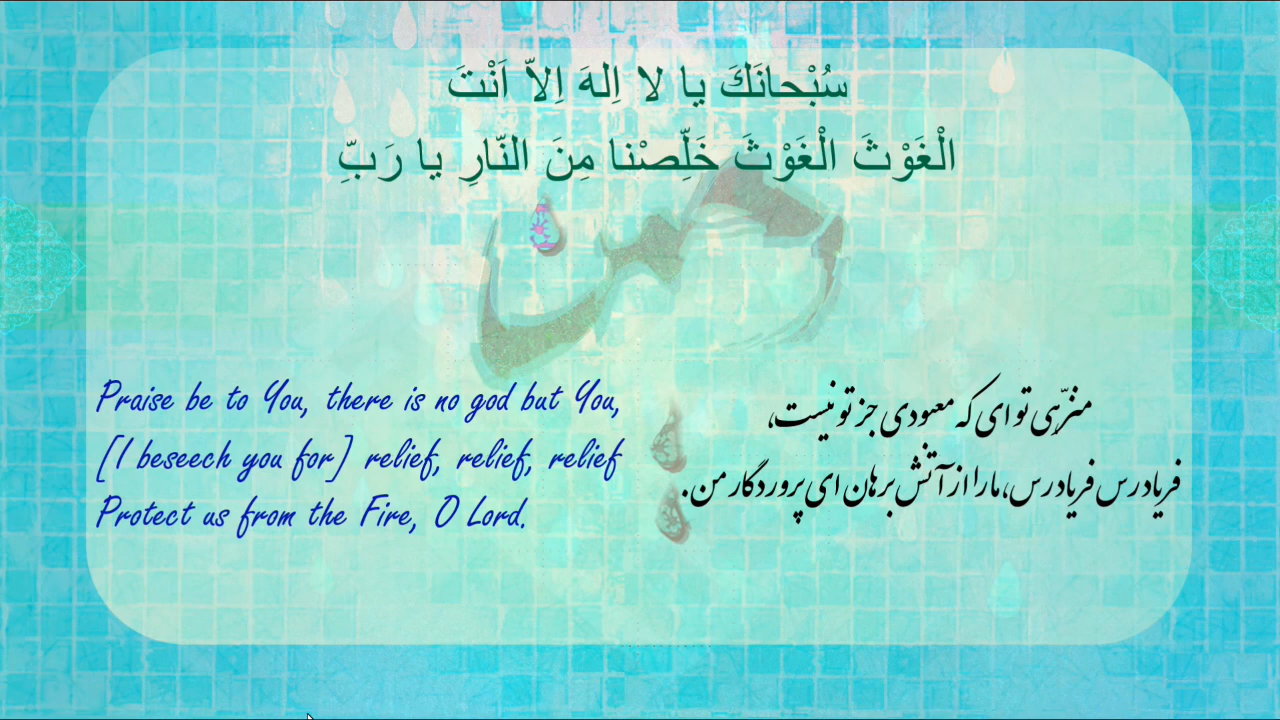 سُبْحانَكَ يا لا اِلهَ اِلاّ اَنْتَ
الْغَوْثَ الْغَوْثَ خَلِّصْنا مِنَ النّارِ يا رَبِّ
رحمن
Praise be to You, there is no god but You,
[I beseech you for] relief, relief, relief
Protect us from the Fire, O Lord.
منزّهی تو ای که معبودی جز تو نیست،
فریادرس فریادرس، ما را از آتش برهان ای پروردگار من.